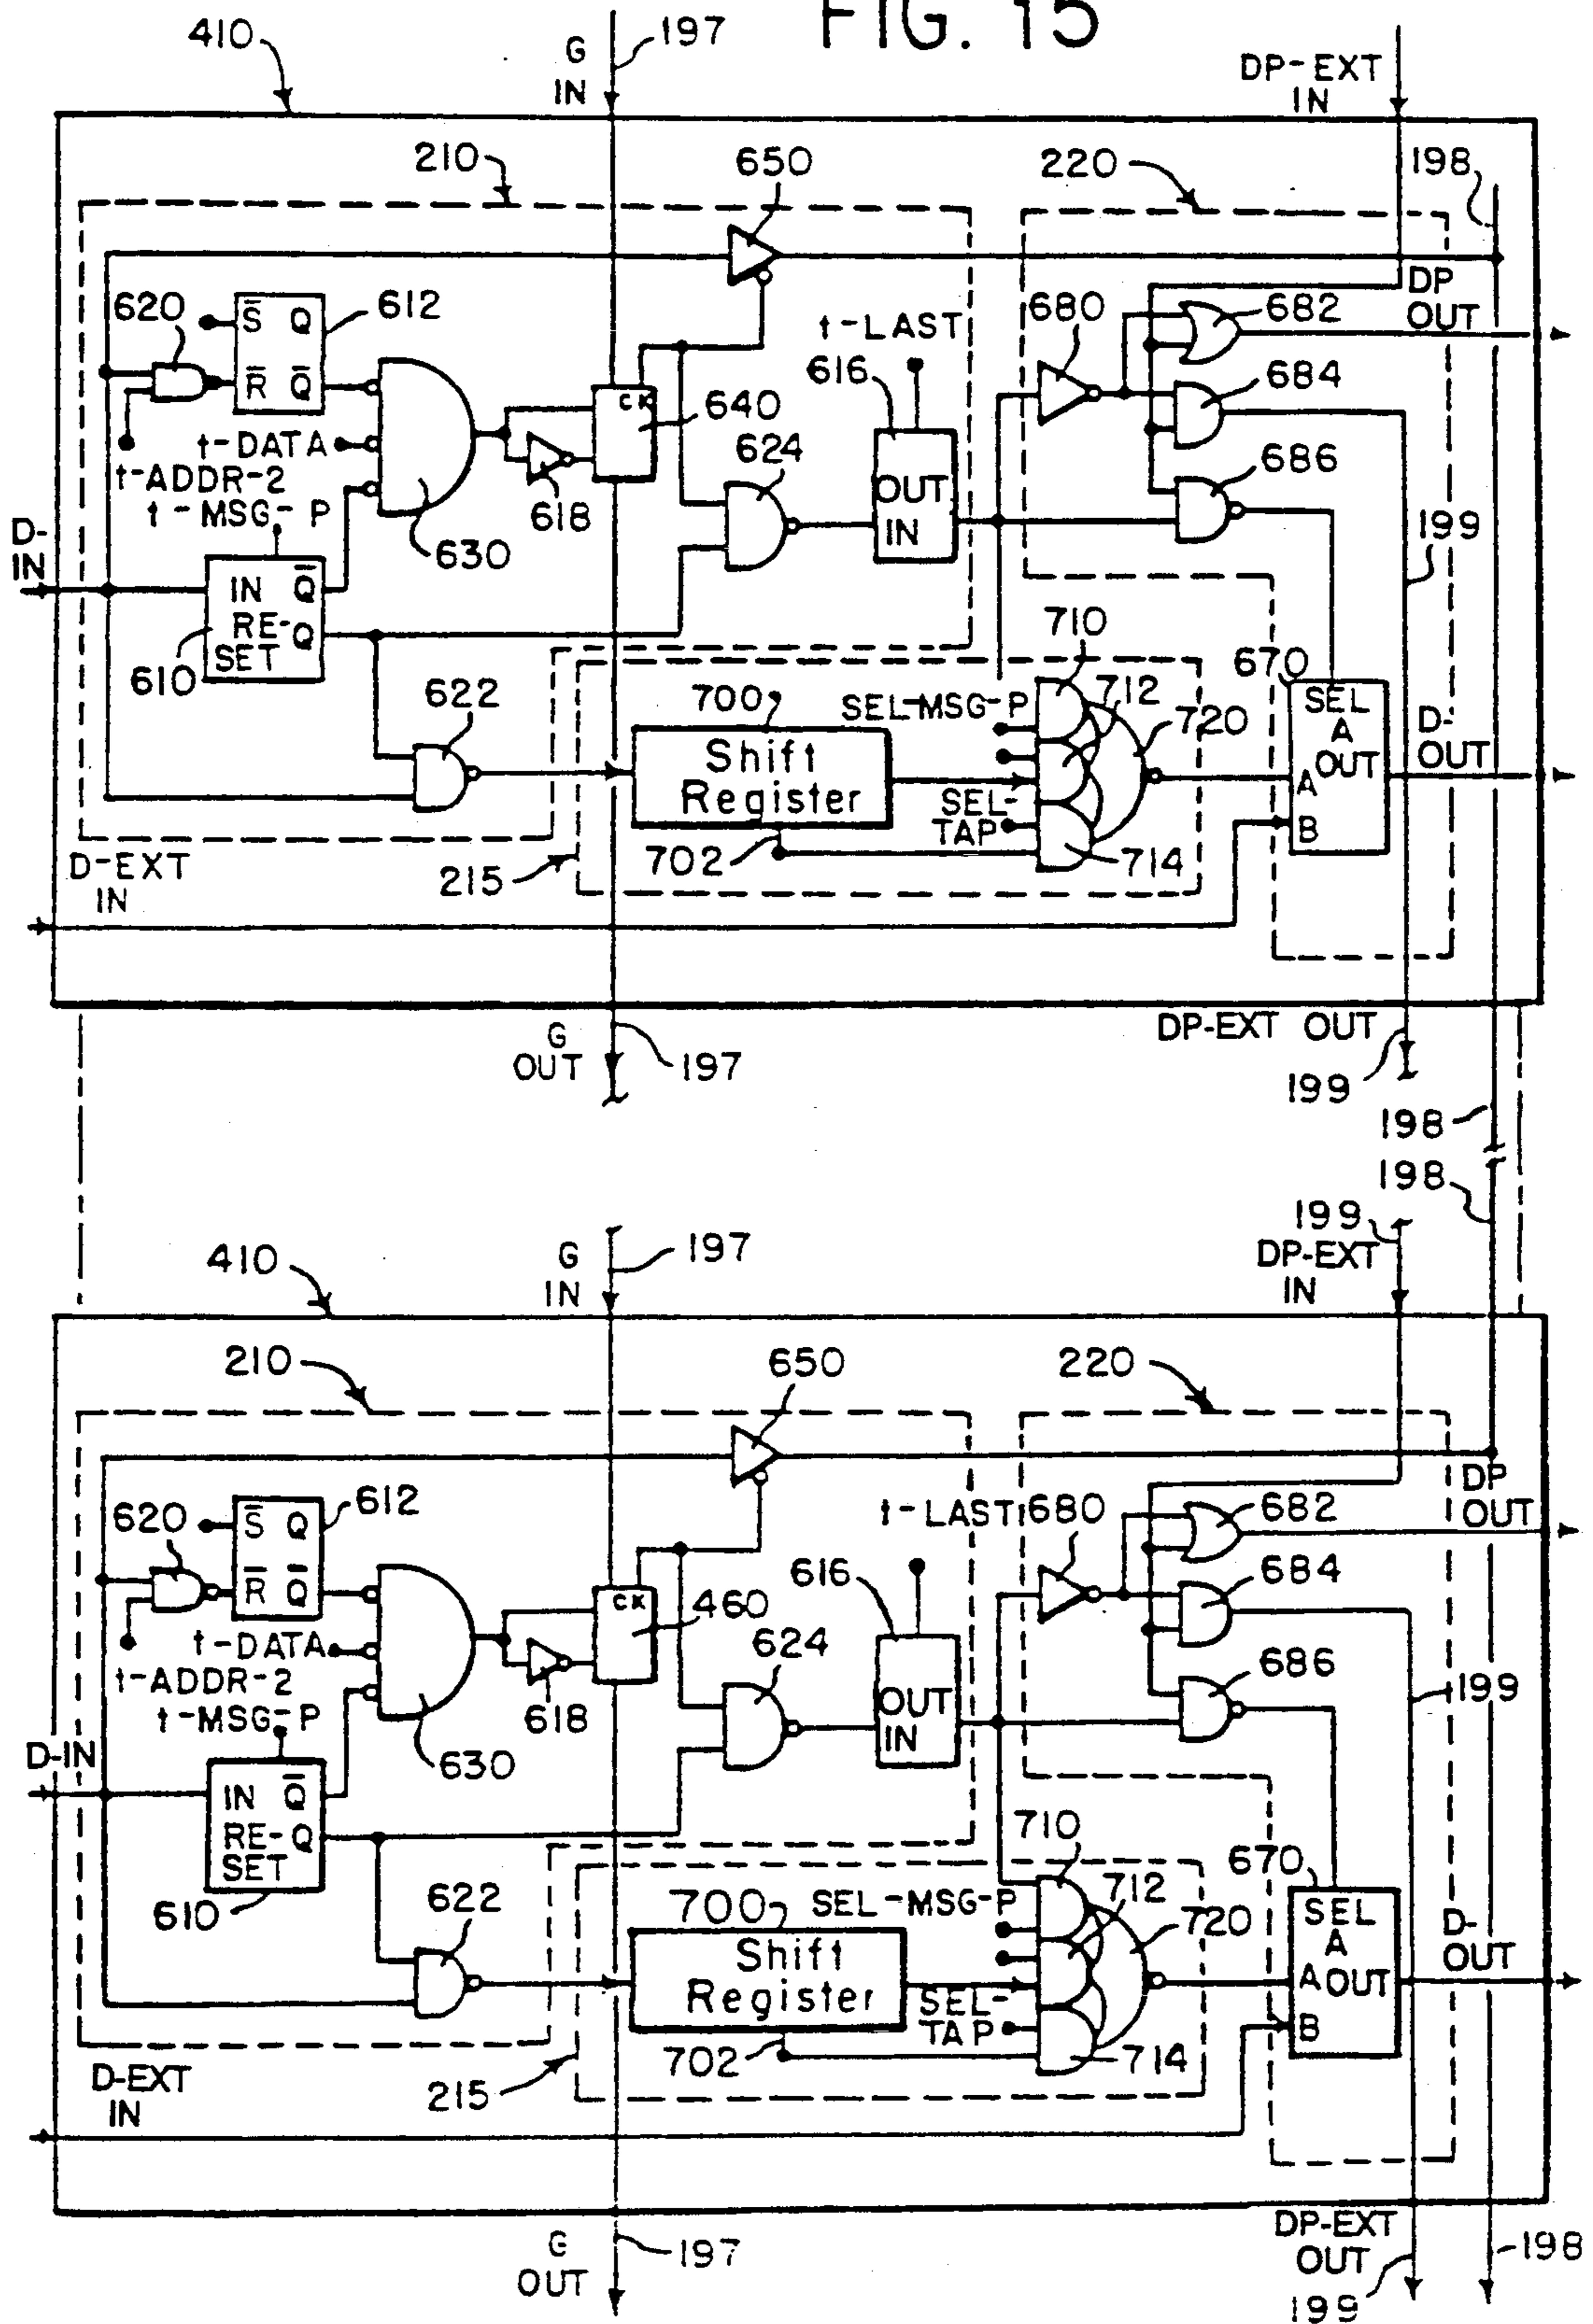 FIG. 15
410
G
IN
197
DP-EXT
IN
210
650
220
198
620
S̅ Q
612
R̅ Q̅
t-DATA
t-ADDR-2
t-MSG-P
630
618
CK
640
624
t-LAST
616
OUT
IN
680
682
DP
OUT
684
686
199
D-
IN
IN Q̅
RE- Q
SET
610
622
710
SEL-MSG-P
712
720
700
Shift
Register
SEL-
TAP
702
714
670
SEL
A
OUT
A
B
D-
OUT
D-EXT
IN
215
G
OUT
197
DP-EXT OUT
199
198
198
199
DP-EXT
IN
410
G
IN
197
210
650
220
620
S̅ Q
612
R̅ Q̅
t-DATA
t-ADDR-2
t-MSG-P
630
618
CK
460
624
t-LAST
616
OUT
IN
680
682
DP
OUT
684
686
199
D-IN
IN Q̅
RE- Q
SET
610
622
710
SEL-MSG-P
712
720
700
Shift
Register
SEL-
TAP
702
714
670
SEL
A
A OUT
B
D-
OUT
D-EXT
IN
215
G
OUT
197
DP-EXT
OUT
199
198